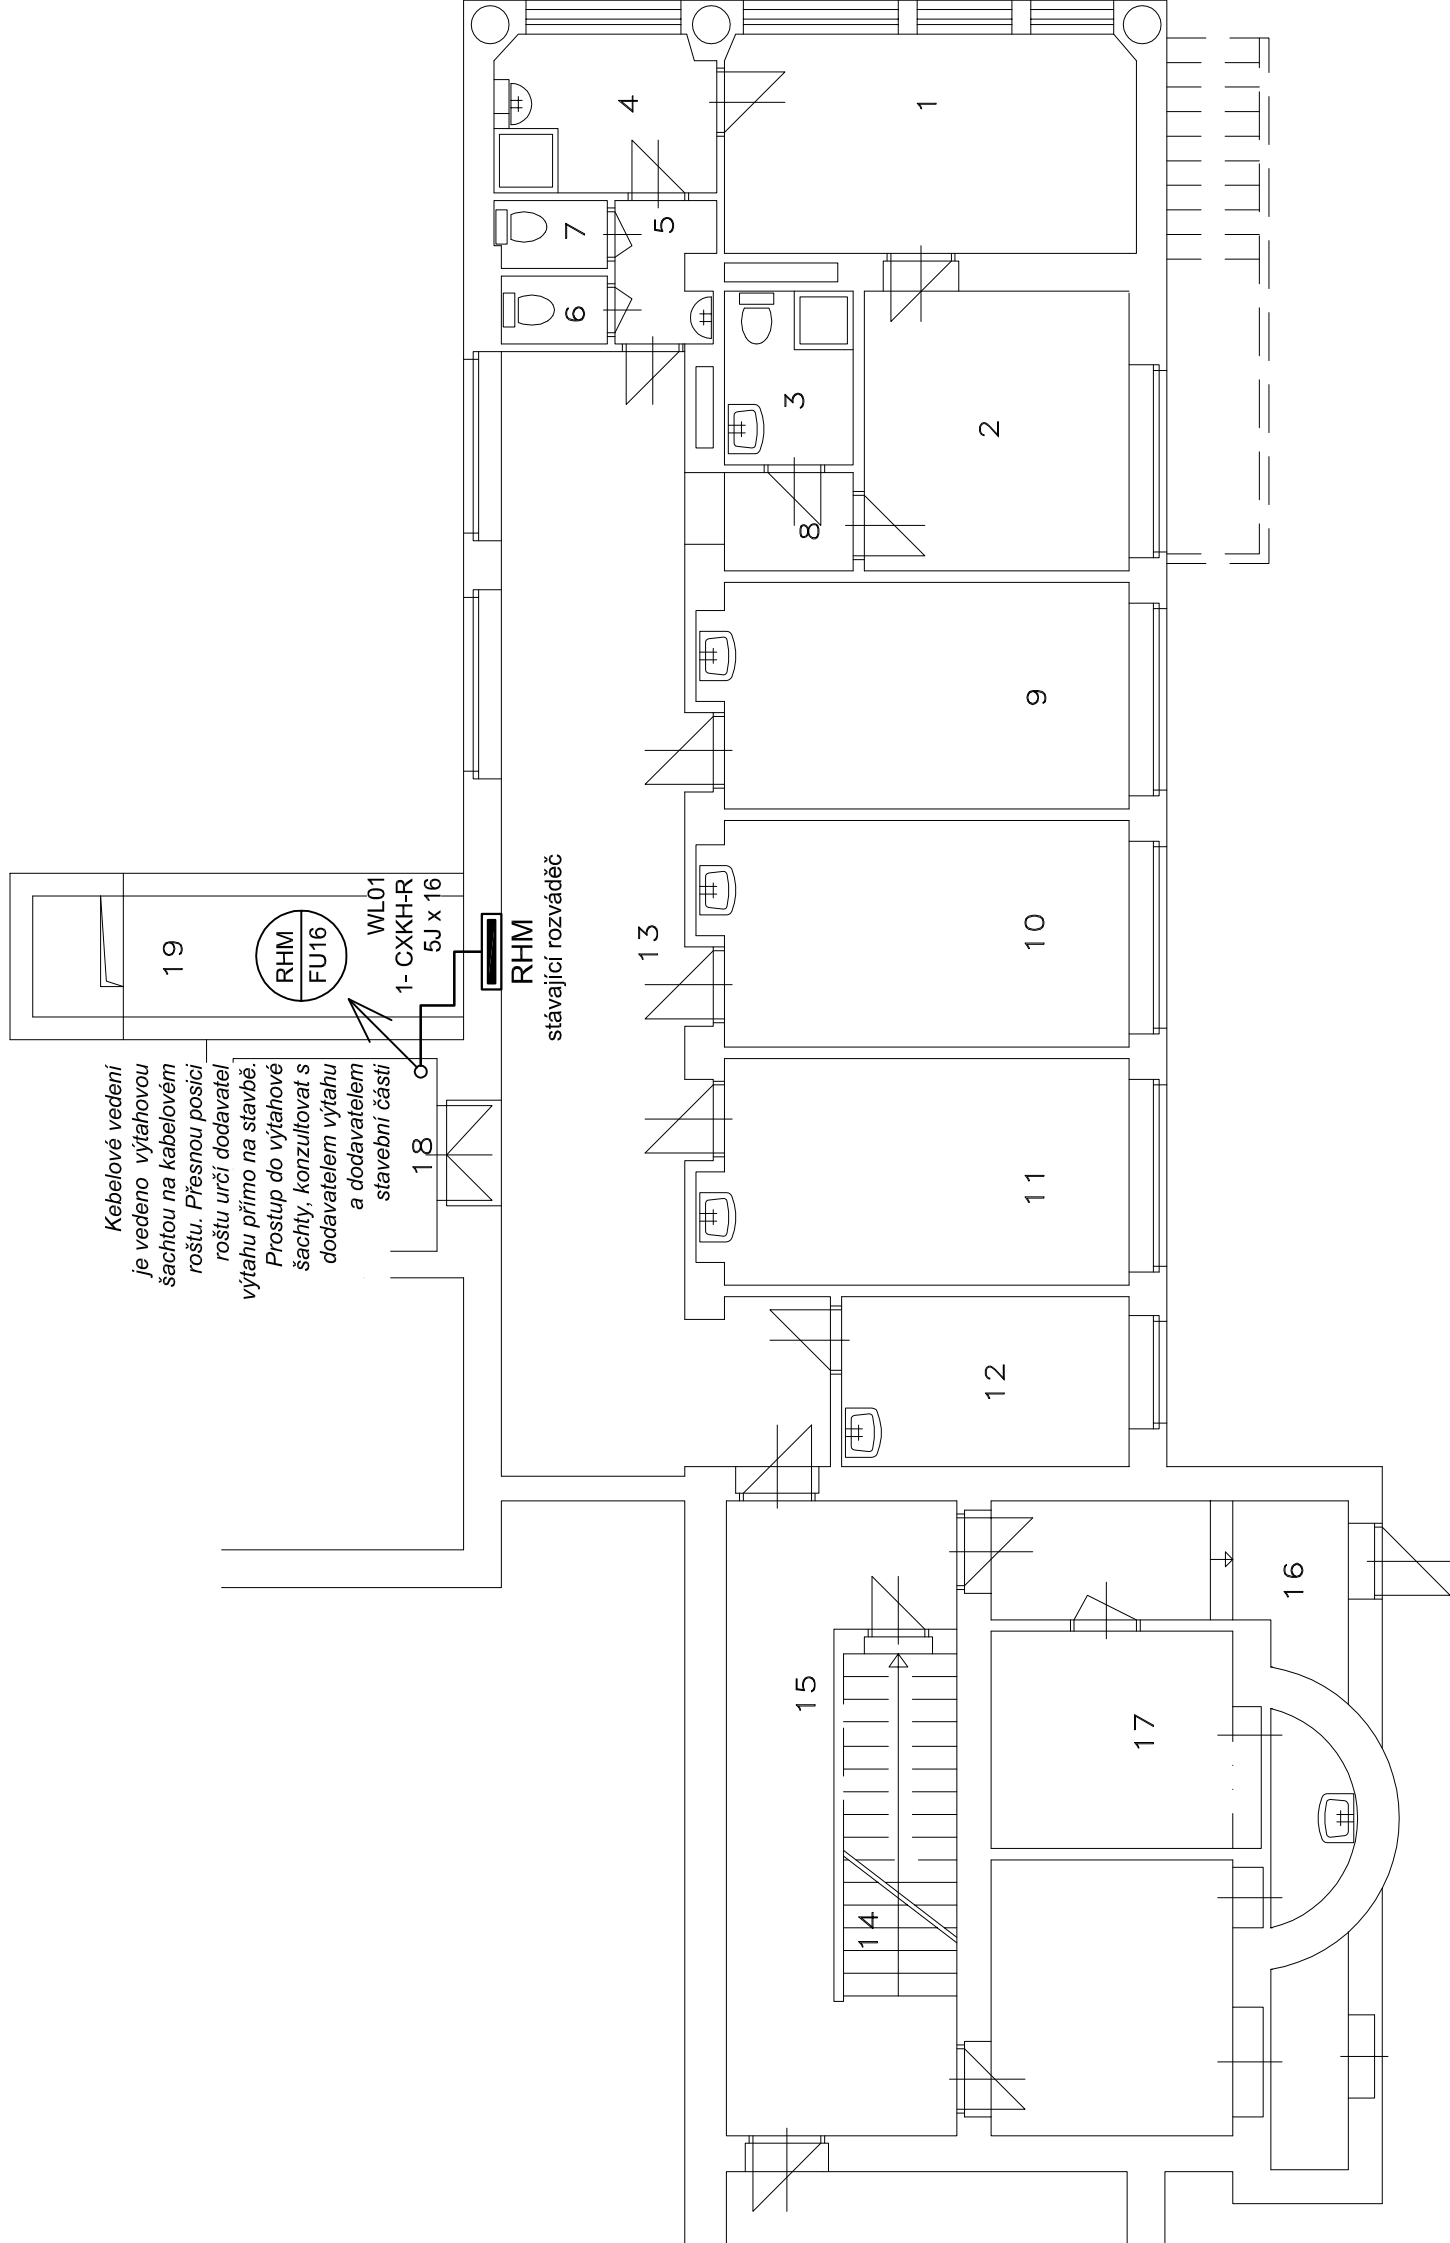 Kebelové vedení
je vedeno výtahovou
šachtou na kabelovém
roštu. Přesnou posici
roštu určí dodavatel
výtahu přímo na stavbě.
Prostup do výtahové
šachty, konzultovat s
dodavatelem výtahu
a dodavatelem
stavební části
19
RHM
FU16
WL01
1- CXKH-R
5J x 16
18
RHM
stávající rozváděč
13
4
1
7
5
6
3
2
8
9
10
11
12
15
14
16
17